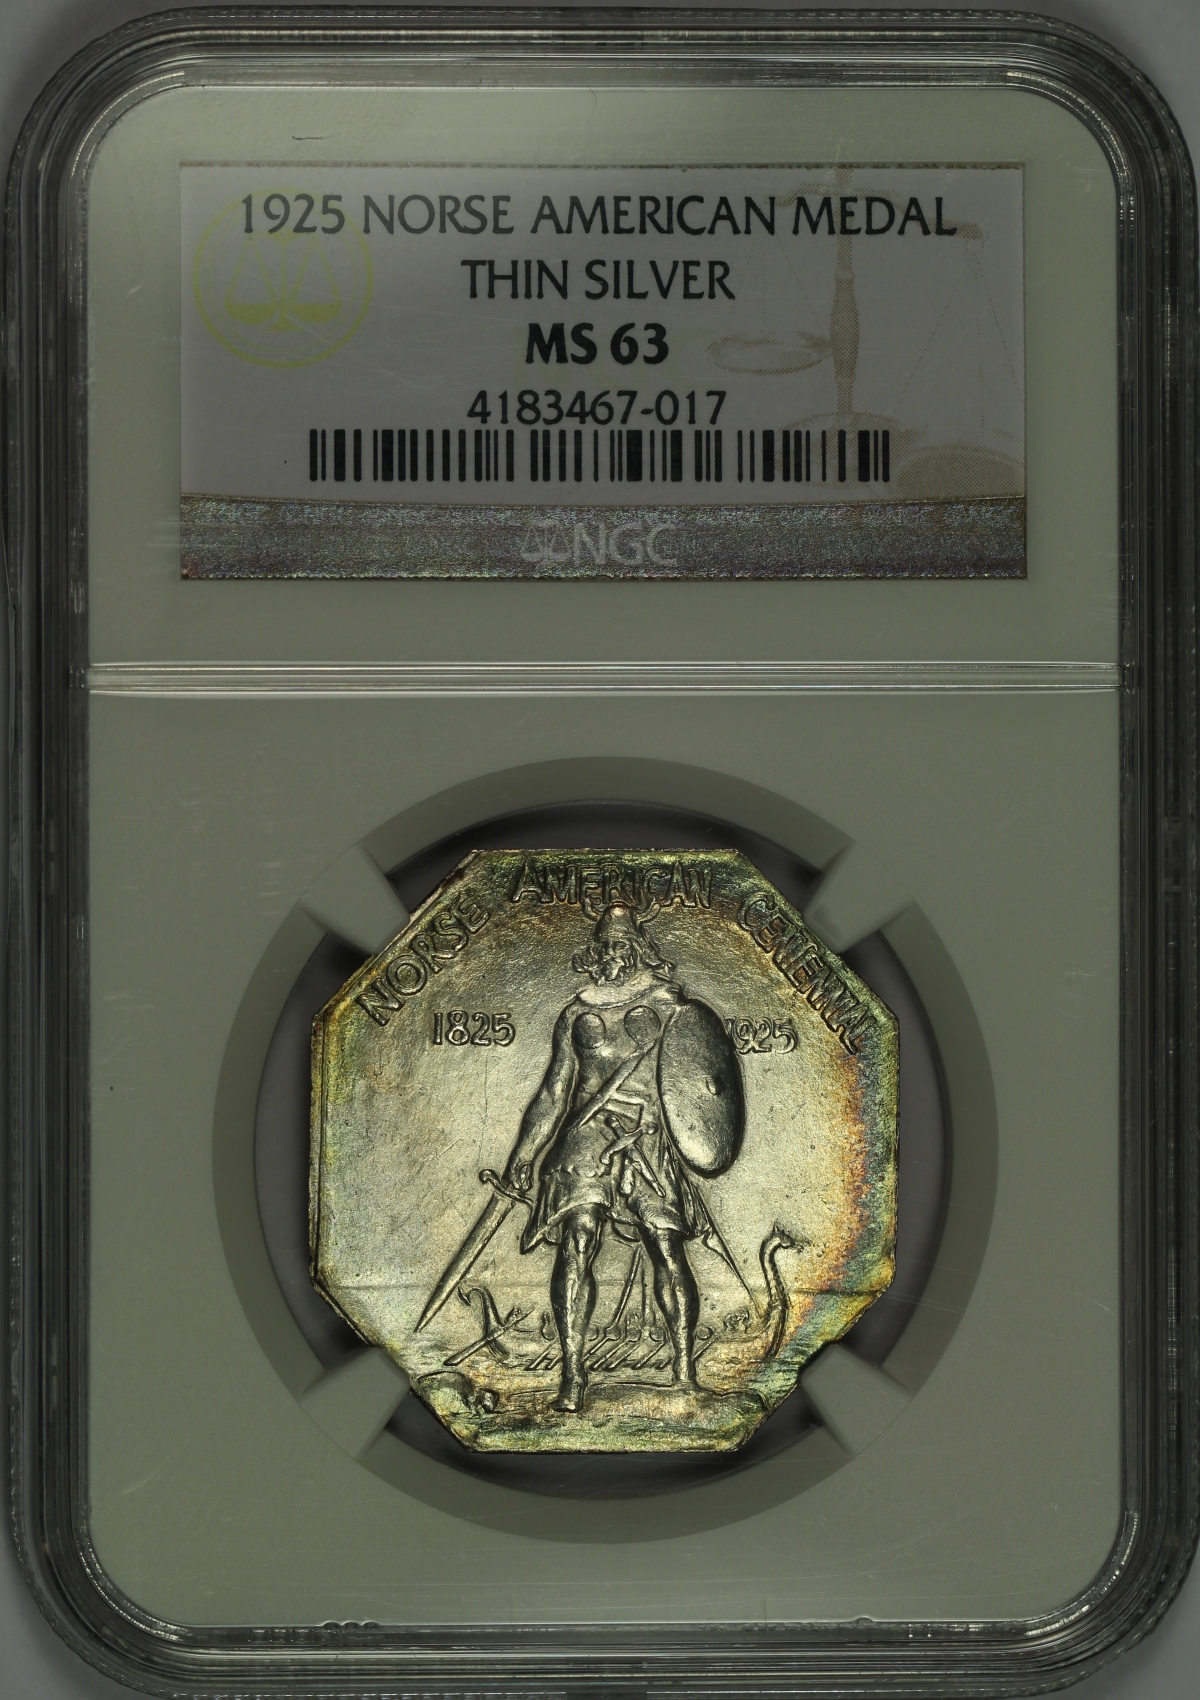 1925 NORSE AMERICAN MEDAL
THIN SILVER
MS 63
4183467-017
NGC
NORSE AMERICAN CENTENNIAL
1825 1925